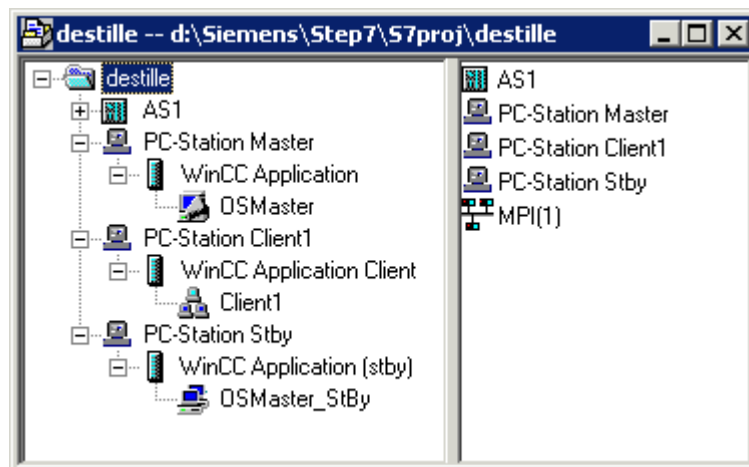 destille -- d:\Siemens\Step7\S7proj\destille
destille
AS1
PC-Station Master
WinCC Application
OSMaster
PC-Station Client1
WinCC Application Client
Client1
PC-Station Stby
WinCC Application (stby)
OSMaster_StBy
AS1
PC-Station Master
PC-Station Client1
PC-Station Stby
MPI(1)